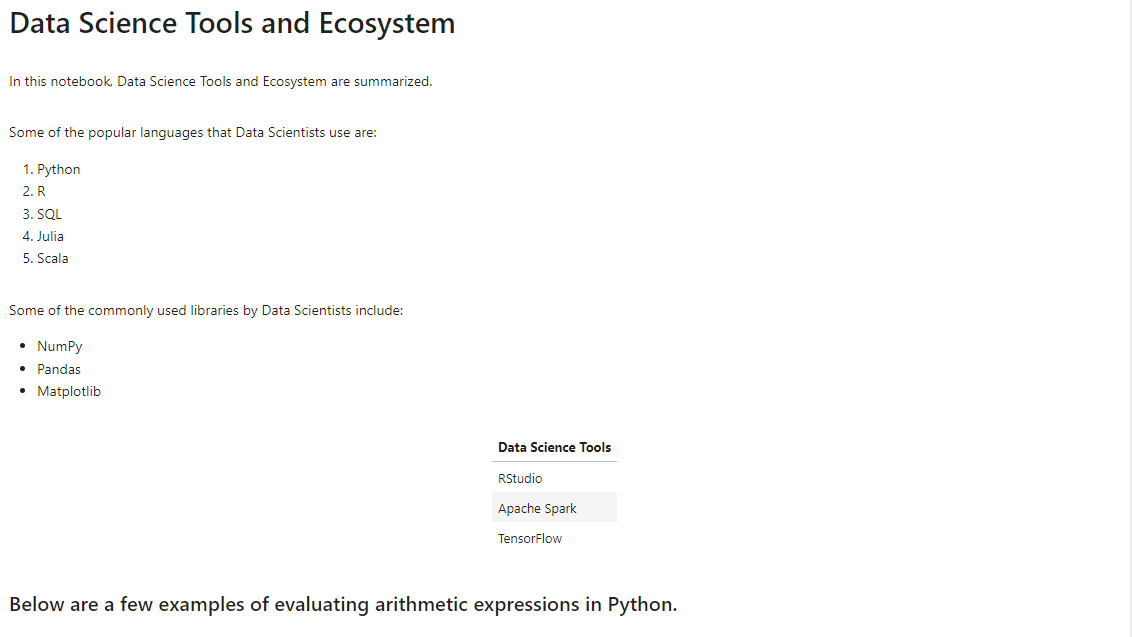 Data Science Tools and Ecosystem
In this notebook, Data Science Tools and Ecosystem are summarized.
Some of the popular languages that Data Scientists use are:
1. Python
2. R
3. SQL
4. Julia
5. Scala
Some of the commonly used libraries by Data Scientists include:
• NumPy
• Pandas
• Matplotlib
Data Science Tools
RStudio
Apache Spark
TensorFlow
Below are a few examples of evaluating arithmetic expressions in Python.